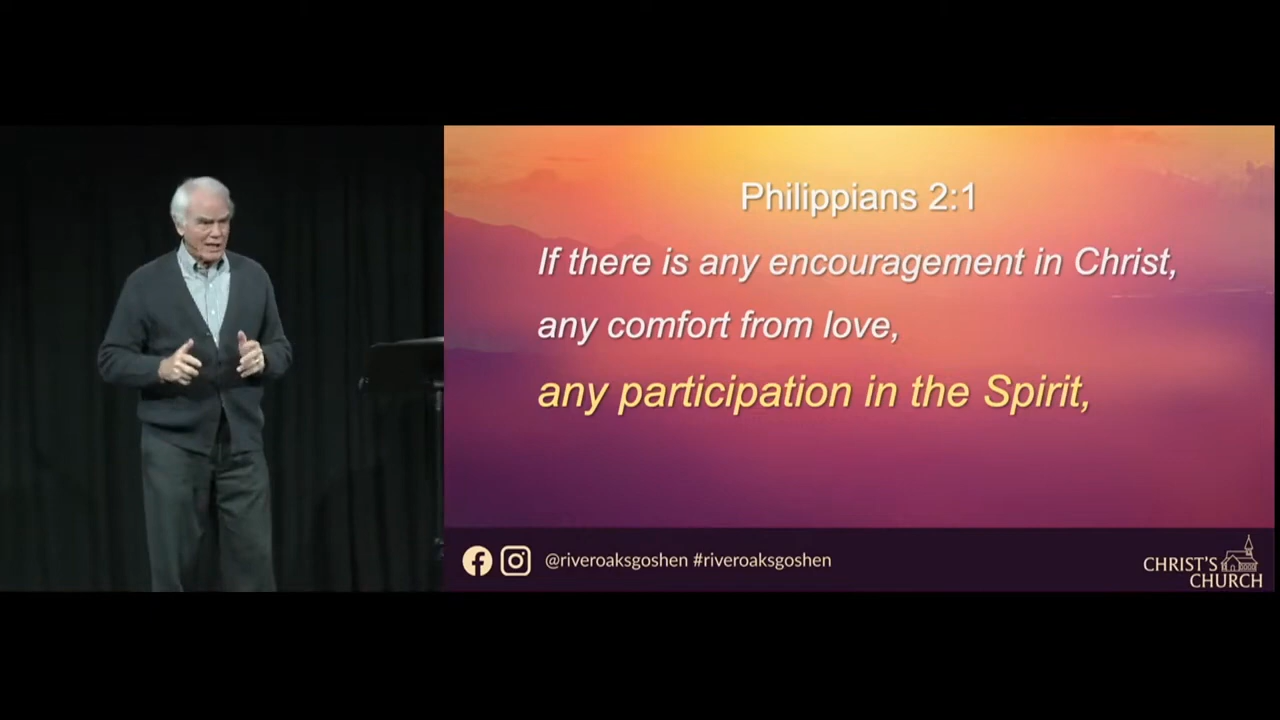 Philippians 2:1
If there is any encouragement in Christ,
any comfort from love,
any participation in the Spirit,
@riveroaksgoshen #riveroaksgoshen
CHRIST'S
CHURCH